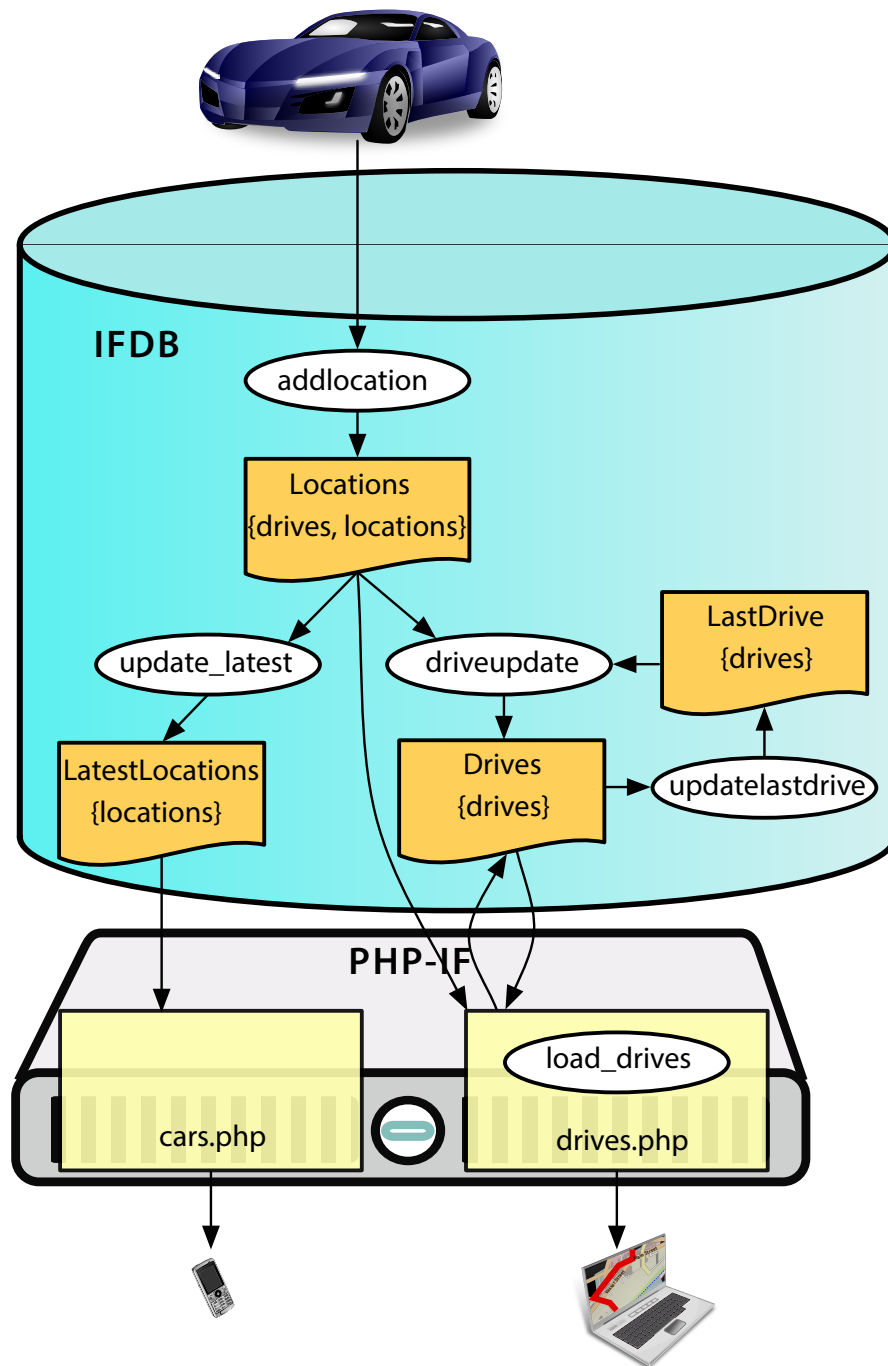 IFDB
addlocation
Locations
{drives, locations}
update_latest
driveupdate
LastDrive
{drives}
LatestLocations
{locations}
Drives
{drives}
updatelastdrive
PHP-IF
load_drives
cars.php
drives.php